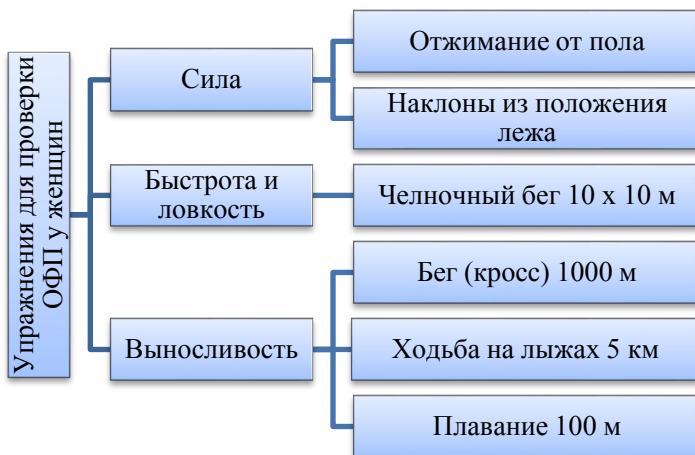 Упражнения для проверки
ОФП у женщин
Сила
Отжимание от пола
Наклоны из положения
лежа
Быстрота и
ловкость
Челночный бег 10 х 10 м
Выносливость
Бег (кросс) 1000 м
Ходьба на лыжах 5 км
Плавание 100 м